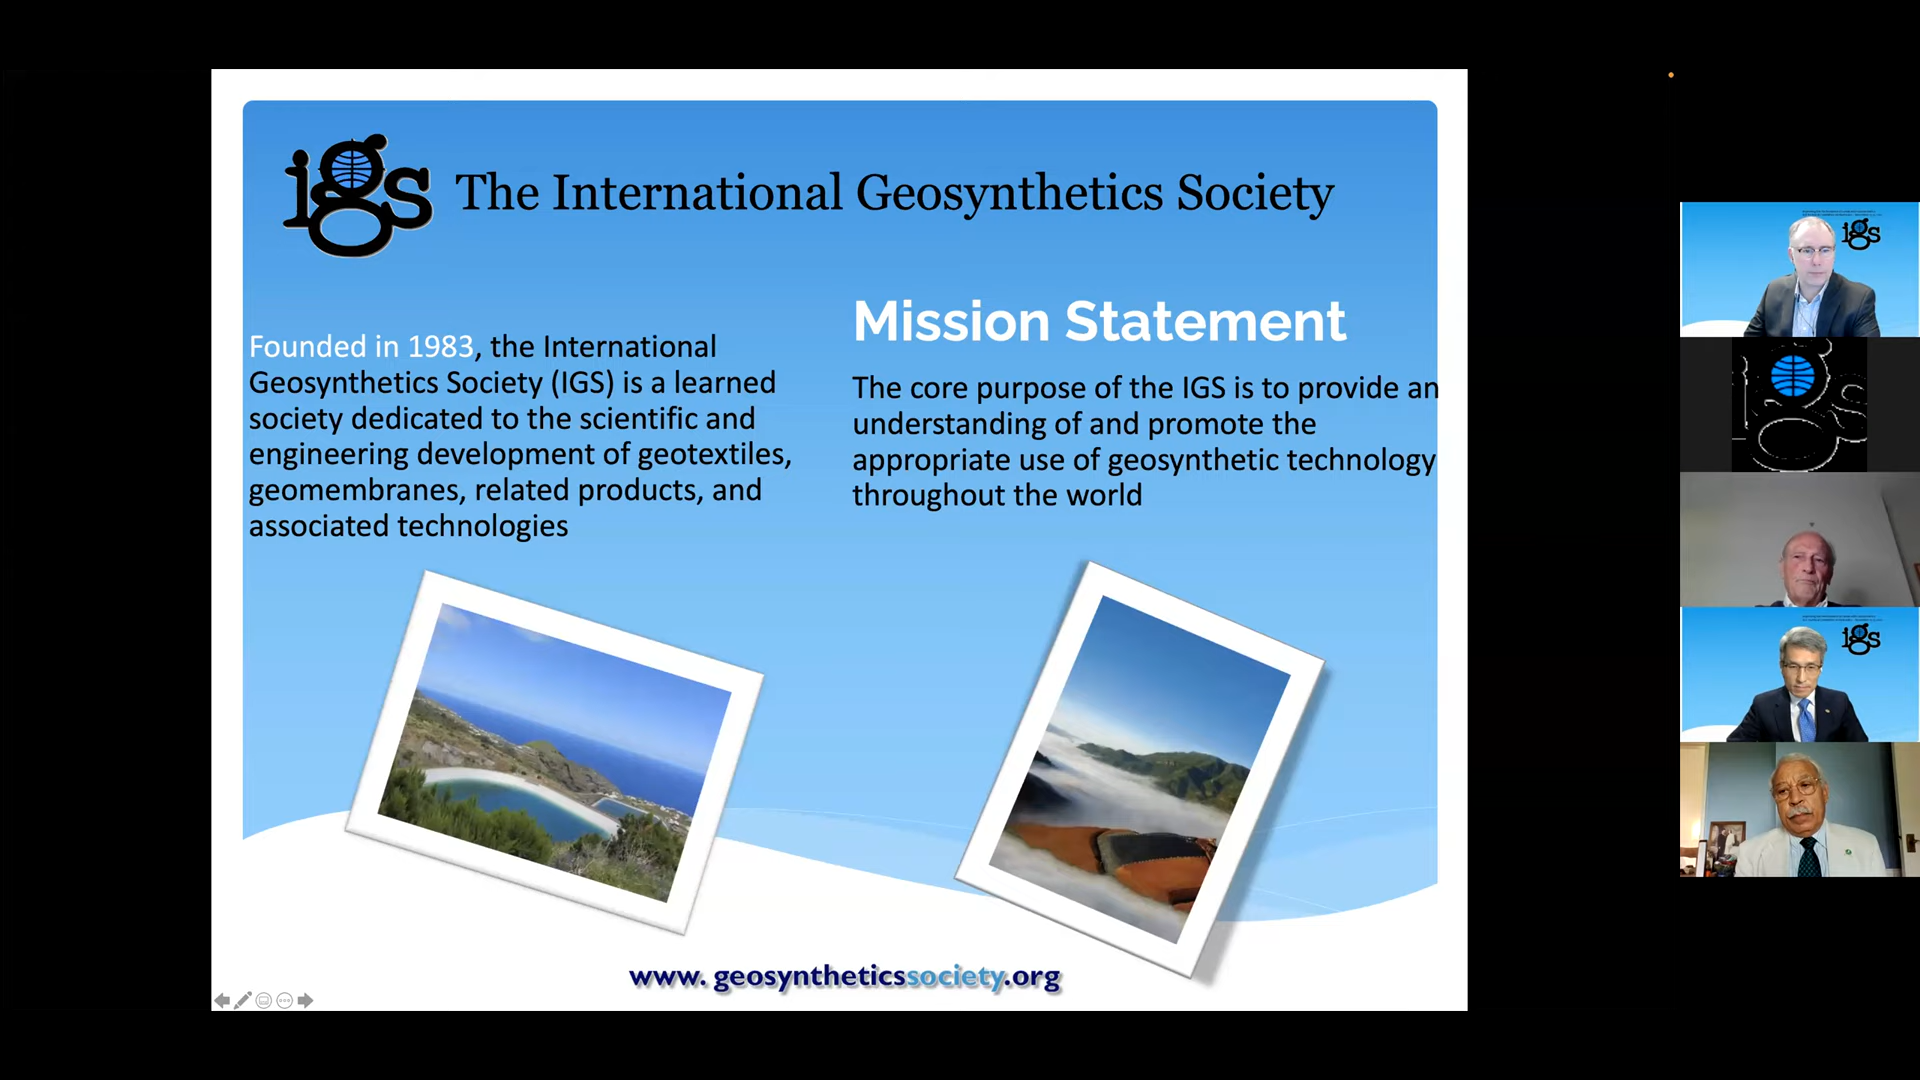 igs The International Geosynthetics Society
Founded in 1983, the International
Geosynthetics Society (IGS) is a learned
society dedicated to the scientific and
engineering development of geotextiles,
geomembranes, related products, and
associated technologies
Mission Statement
The core purpose of the IGS is to provide an
understanding of and promote the
appropriate use of geosynthetic technology
throughout the world
www. geosyntheticssociety.org
igs
igs
igs